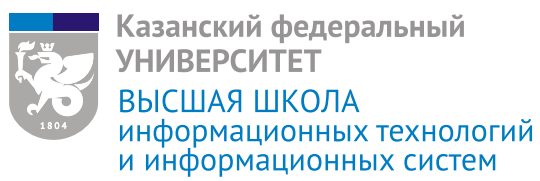 Казанский федеральный
УНИВЕРСИТЕТ
ВЫСШАЯ ШКОЛА
информационных технологий
и информационных систем
1804